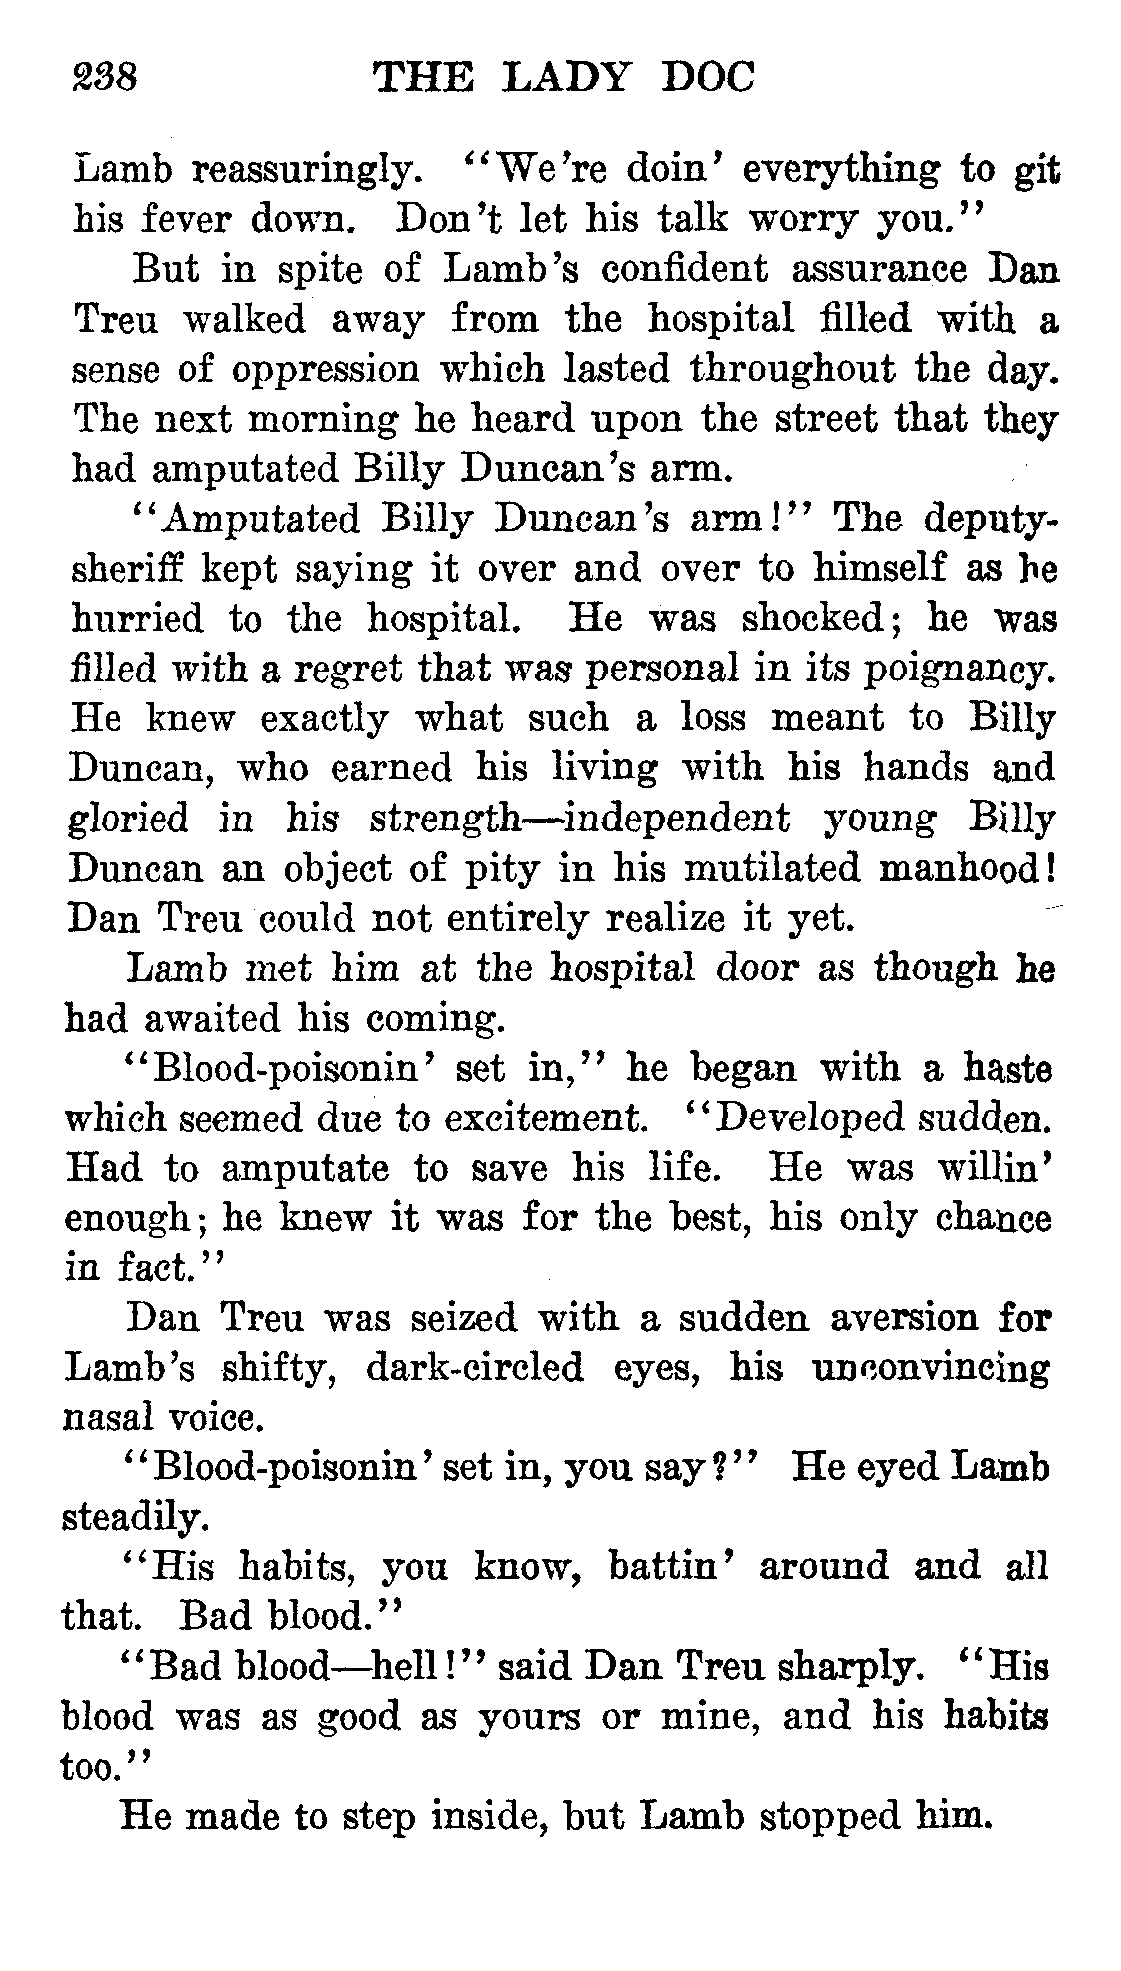 238 THE LADY DOC
Lamb reassuringly. "We're doin' everything to git
his fever down. Don't let his talk worry you."
But in spite of Lamb's confident assurance Dan
Treu walked away from the hospital filled with a
sense of oppression which lasted throughout the day.
The next morning he heard upon the street that they
had amputated Billy Duncan's arm.
"Amputated Billy Duncan's arm!" The deputy-
sheriff kept saying it over and over to himself as he
hurried to the hospital. He was shocked; he was
filled with a regret that was personal in its poignancy.
He knew exactly what such a loss meant to Billy
Duncan, who earned his living with his hands and
gloried in his strength—independent young Billy
Duncan an object of pity in his mutilated manhood!
Dan Treu could not entirely realize it yet.
Lamb met him at the hospital door as though he
had awaited his coming.
"Blood-poisonin' set in," he began with a haste
which seemed due to excitement. "Developed sudden.
Had to amputate to save his life. He was willin'
enough; he knew it was for the best, his only chance
in fact."
Dan Treu was seized with a sudden aversion for
Lamb's shifty, dark-circled eyes, his unconvincing
nasal voice.
"Blood-poisonin' set in, you say?" He eyed Lamb
steadily.
"His habits, you know, battin' around and all
that. Bad blood."
"Bad blood—hell!" said Dan Treu sharply. "His
blood was as good as yours or mine, and his habits
too."
He made to step inside, but Lamb stopped him.